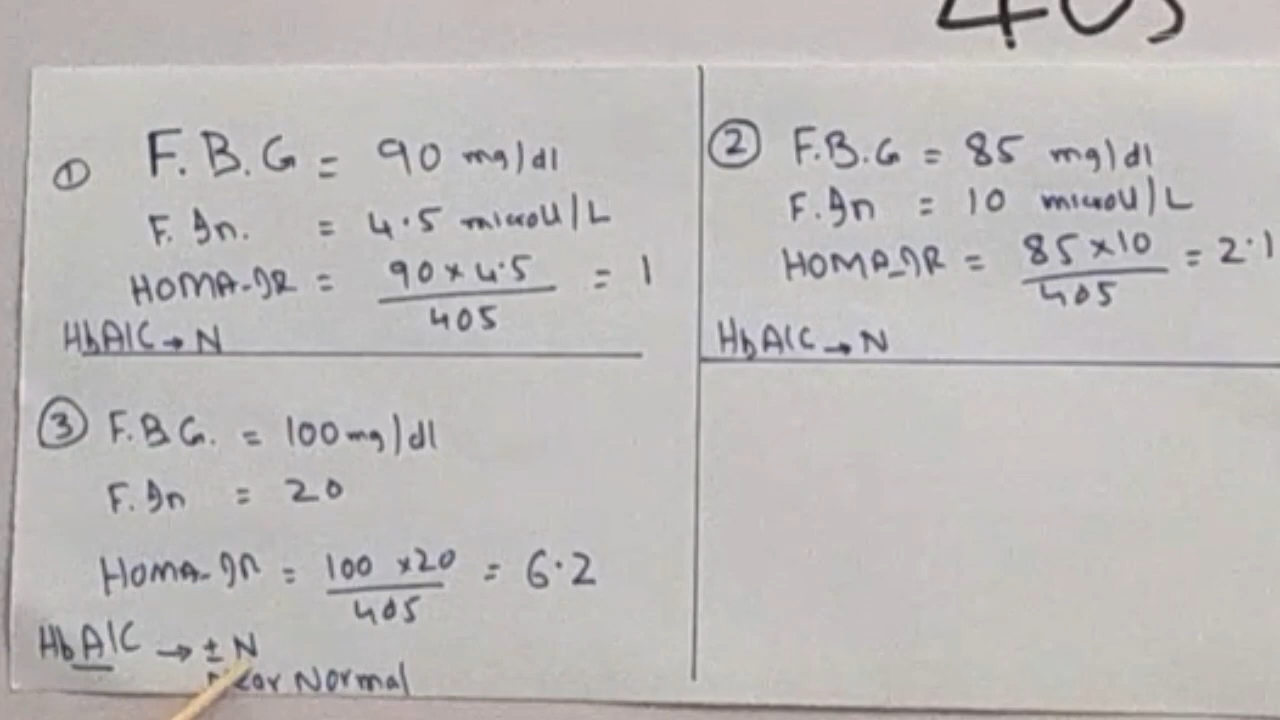 405
① F.B.G = 90 mg/dl
F. In. = 4.5 microU/L
HOMA-IR = 90 x 4.5 / 405 = 1
HbA1C → N
② F.B.G = 85 mg/dl
F.In = 10 microU/L
HOMA-IR = 85 x 10 / 405 = 2.1
HbA1C → N
③ F.B.G. = 100 mg/dl
F.In = 20
HOMA-IR = 100 x 20 / 405 = 6.2
HbA1C → ± N
Near Normal